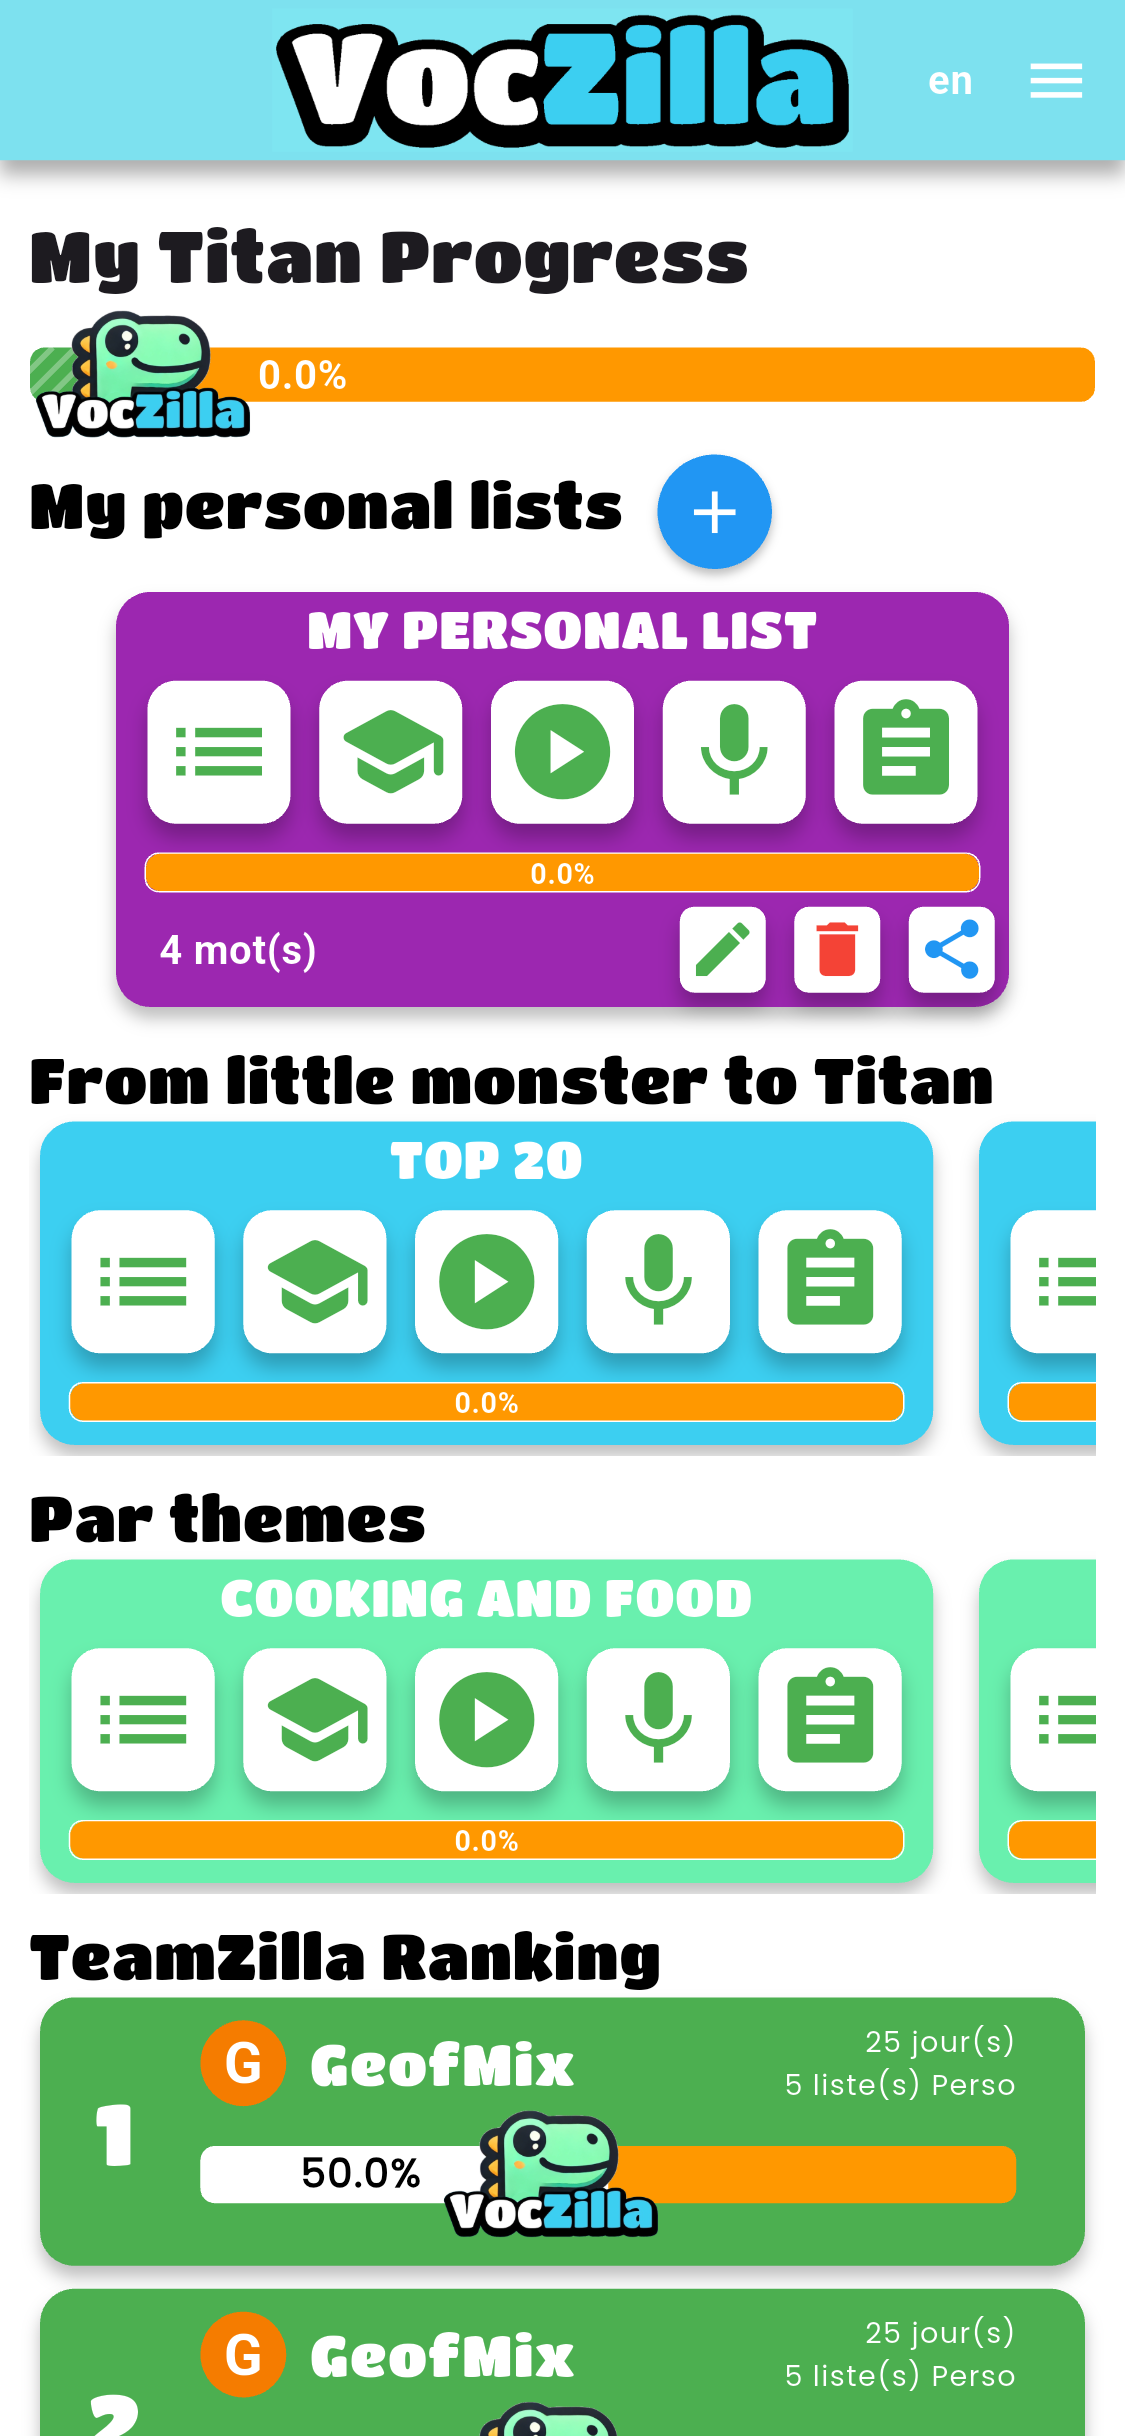 VocZilla
en
My Titan Progress
0.0%
VocZilla
My personal lists
MY PERSONAL LIST
0.0%
4 mot(s)
From little monster to Titan
TOP 20
0.0%
Par themes
COOKING AND FOOD
0.0%
TeamZilla Ranking
1
G
GeofMix
25 jour(s)
5 liste(s) Perso
50.0%
VocZilla
2
G
GeofMix
25 jour(s)
5 liste(s) Perso